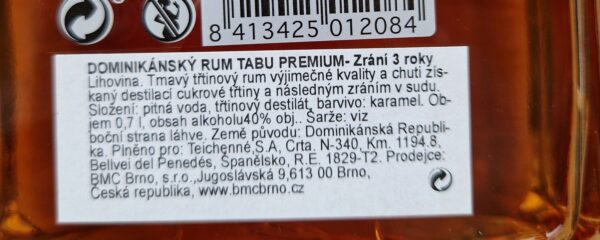 8 413425 012084
DOMINIKÁNSKÝ RUM TABU PREMIUM- Zrání 3 roky
Lihovina. Tmavý třtinový rum výjimečné kvality a chuti zís-
kaný destilací cukrové třtiny a následným zráním v sudu.
Složení: pitná voda, třtinový destilát, barvivo: karamel. Ob-
jem 0,7 l, obsah alkoholu40% obj.. Šarže: viz
boční strana láhve. Země původu: Dominikánská Republi-
ka. Plněno pro: Teichenné,S.A, Crta. N-340, Km. 1194.8,
Bellvei del Penedés, Španělsko, R.E. 1829-T2. Prodejce:
BMC Brno, s.r.o.,Jugoslávská 9,613 00 Brno,
Česká republika, www.bmcbrno.cz